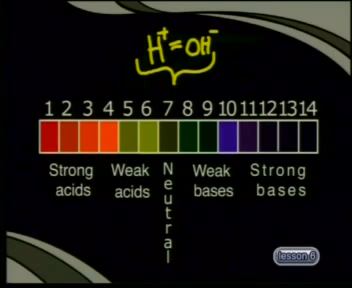 H⁺ = OH⁻
1 2 3 4 5 6 7 8 9 10 11 12 13 14
Strong acids
Weak acids
Neutral
Weak bases
Strong bases
lesson 6